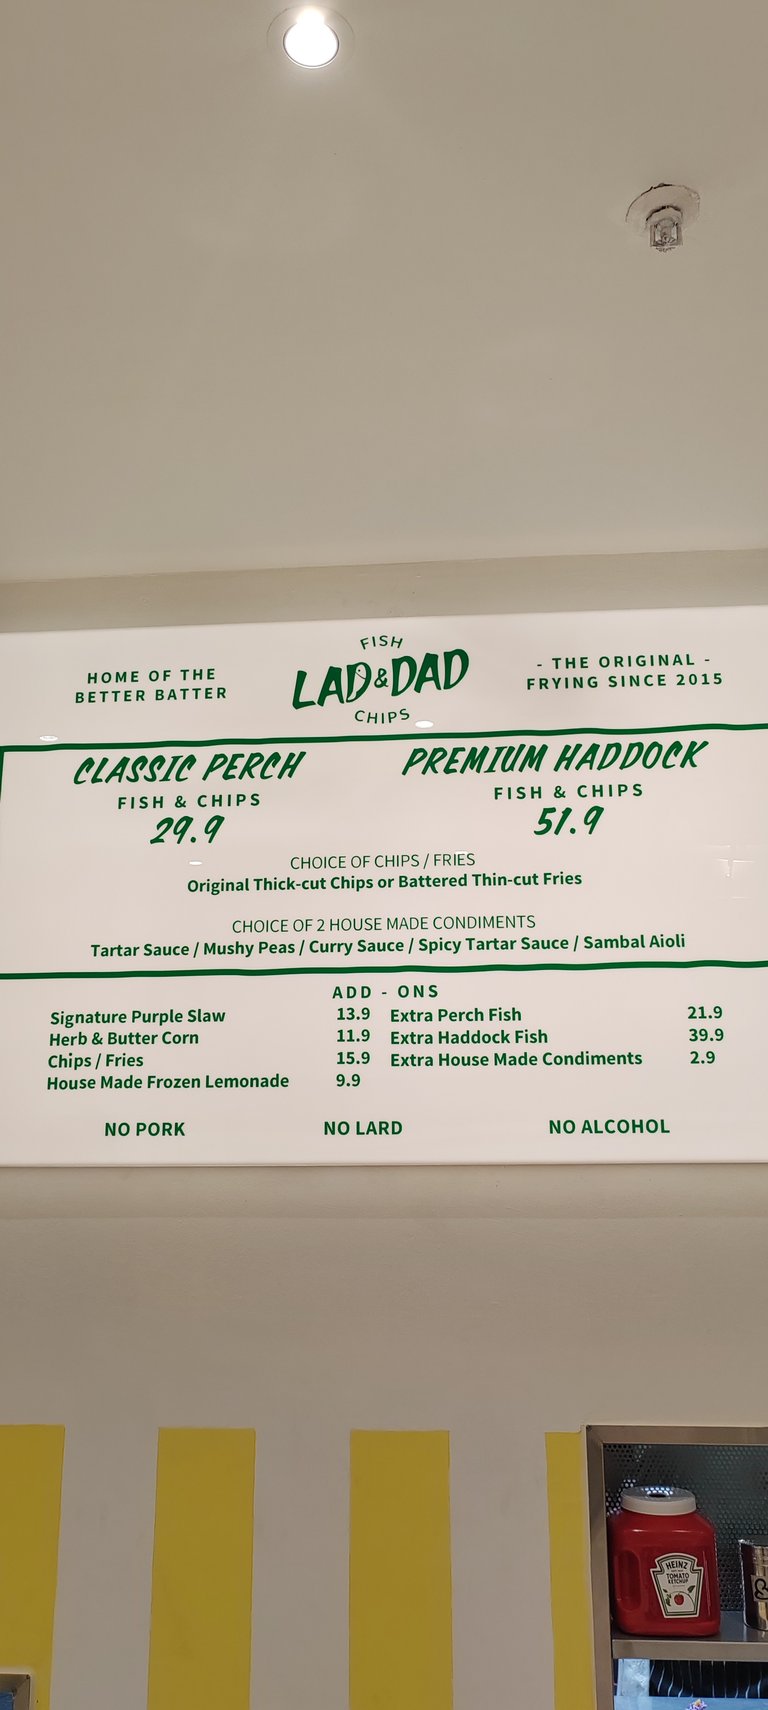 HOME OF THE
BETTER BATTER
FISH
LAD&DAD
CHIPS
- THE ORIGINAL -
FRYING SINCE 2015
CLASSIC PERCH
FISH & CHIPS
29.9
PREMIUM HADDOCK
FISH & CHIPS
51.9
CHOICE OF CHIPS / FRIES
Original Thick-cut Chips or Battered Thin-cut Fries
CHOICE OF 2 HOUSE MADE CONDIMENTS
Tartar Sauce / Mushy Peas / Curry Sauce / Spicy Tartar Sauce / Sambal Aioli
ADD - ONS
Signature Purple Slaw 13.9
Herb & Butter Corn 11.9
Chips / Fries 15.9
House Made Frozen Lemonade 9.9
Extra Perch Fish 21.9
Extra Haddock Fish 39.9
Extra House Made Condiments 2.9
NO PORK NO LARD NO ALCOHOL
HEINZ
TOMATO
KETCHUP